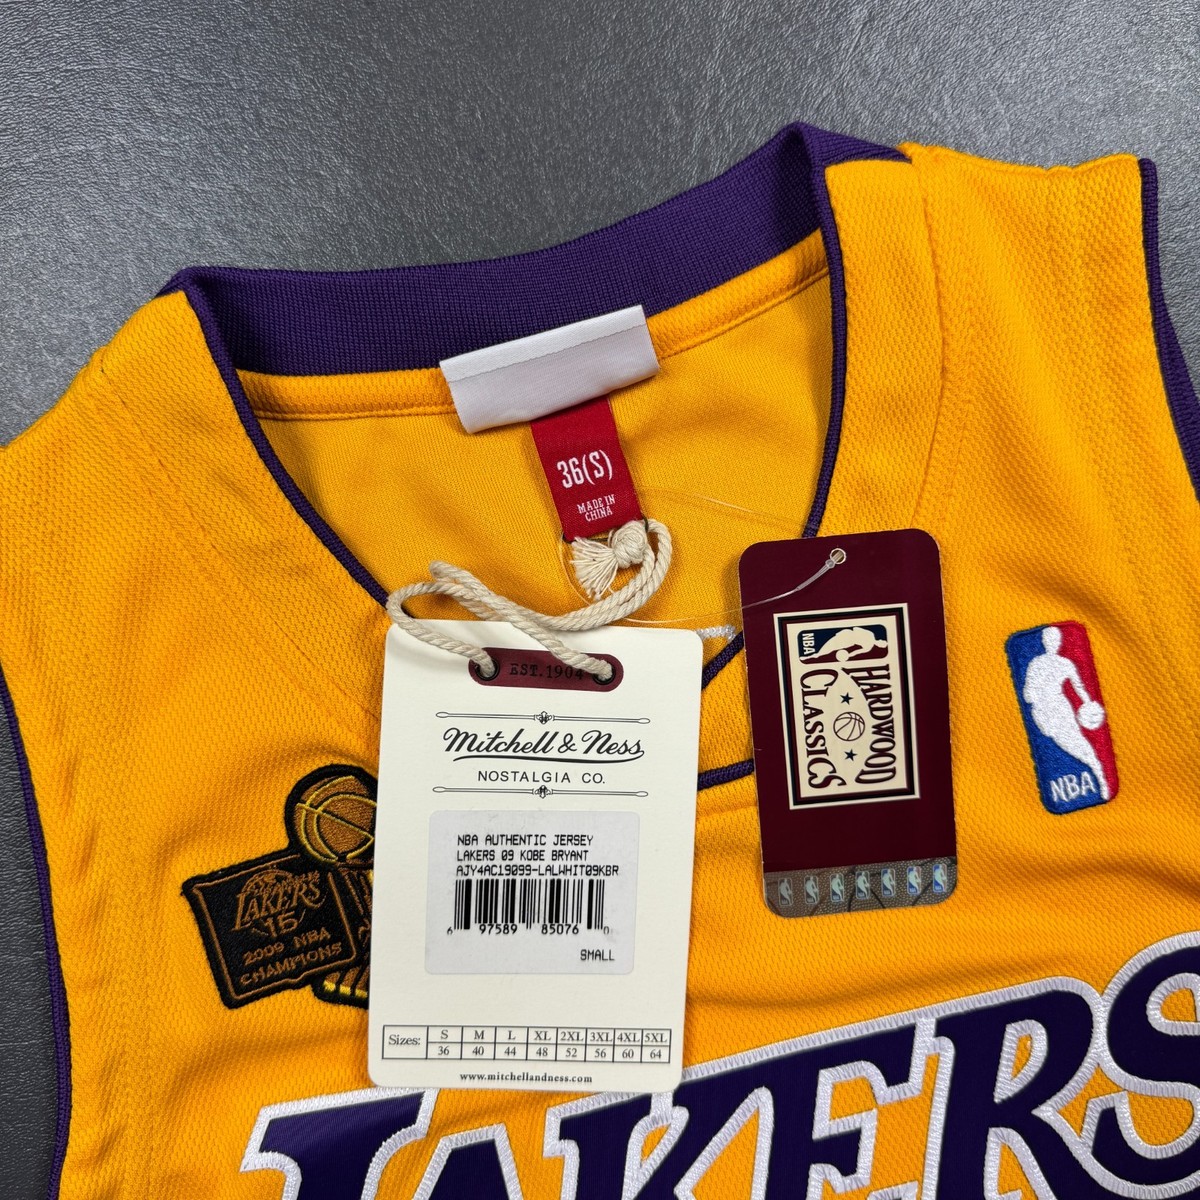 36(S)
MADE IN
CHINA
EST. 1904
Mitchell & Ness
NOSTALGIA CO.
NBA AUTHENTIC JERSEY
LAKERS 09 KOBE BRYANT
AJY4AC19099-LALWHIT09KBR
6 97589 85076 0
SMALL
Sizes: S M L XL 2XL 3XL 4XL 5XL
36 40 44 48 52 56 60 64
www.mitchellandness.com
NBA
HARDWOOD
CLASSICS
NBA
LAKERS
15
2009 NBA
CHAMPIONS
LAKERS